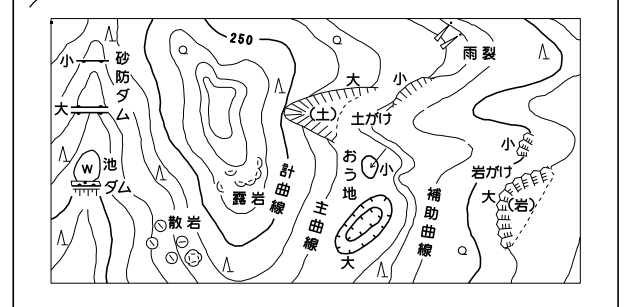 250
小
砂防ダム
大
W
池
ダム
散岩
露岩
計曲線
主曲線
(土)
大
土がけ
小
雨裂
おう地
小
大
補助曲線
岩がけ
小
大
(岩)